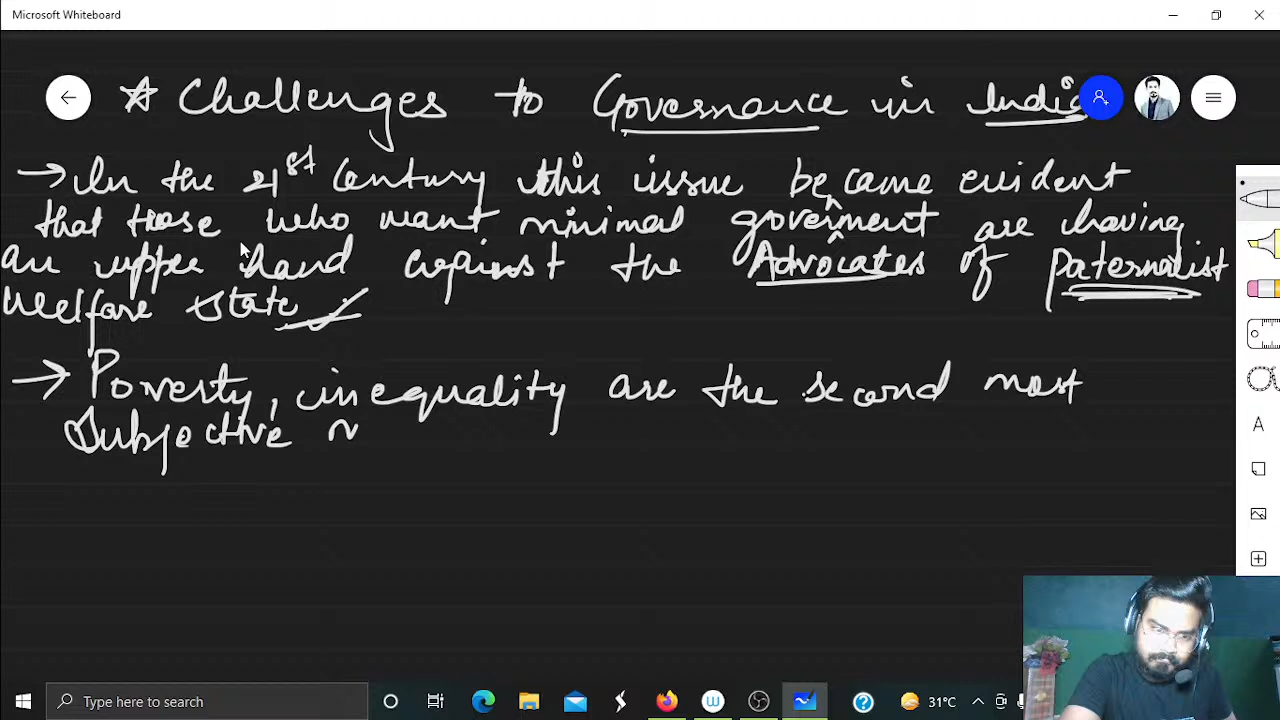 Microsoft Whiteboard
☆ Challenges to Governance in India
→ In the 21st Century this issue became evident
that those who want minimal government are having
an upper hand against the Advocates of paternalist
Welfare state
→ Poverty, inequality are the second most
Subjective
A
Type here to search
31°C